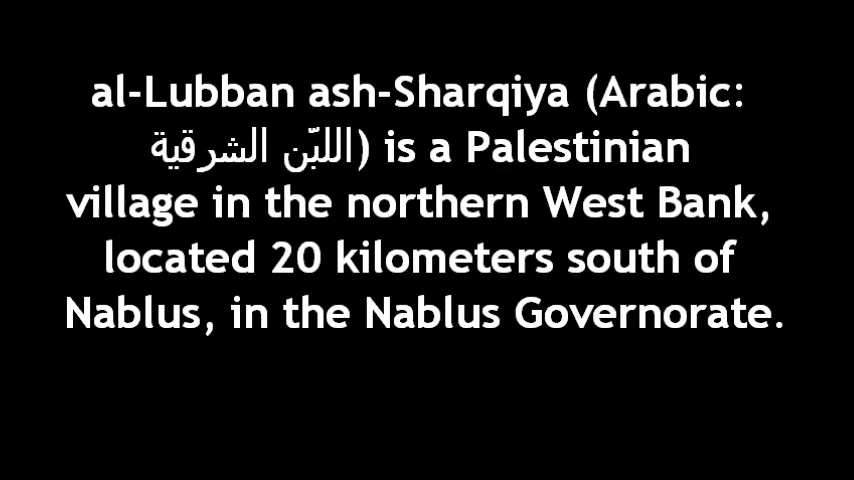 al-Lubban ash-Sharqiya (Arabic:
اللبّن الشرقية) is a Palestinian
village in the northern West Bank,
located 20 kilometers south of
Nablus, in the Nablus Governorate.